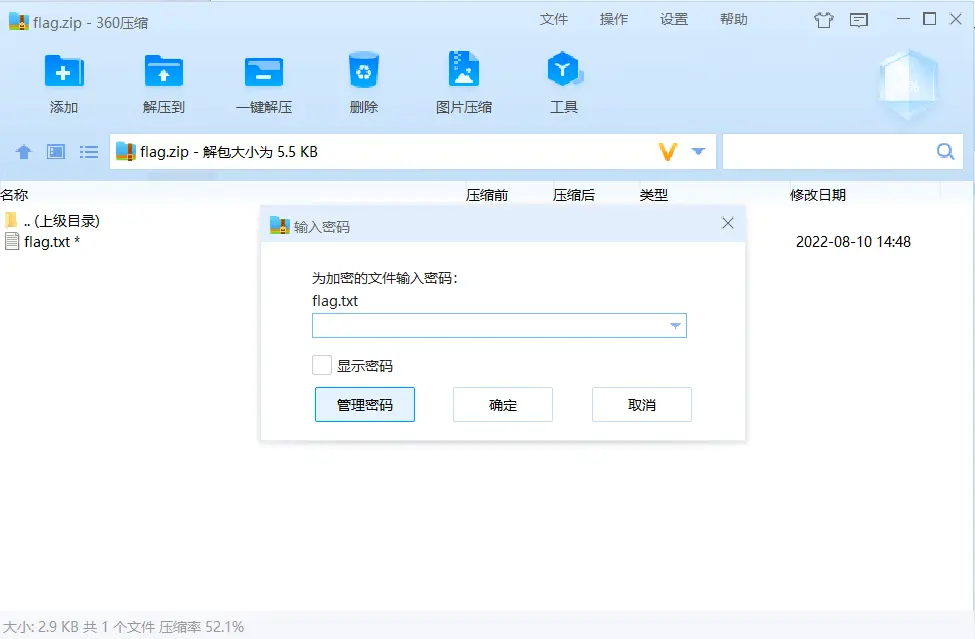 flag.zip - 360压缩
文件 操作 设置 帮助
添加 解压到 一键解压 删除 图片压缩 工具
flag.zip - 解包大小为 5.5 KB
名称 压缩前 压缩后 类型 修改日期
.. (上级目录)
flag.txt * 2022-08-10 14:48
输入密码
为加密的文件输入密码:
flag.txt
显示密码
管理密码 确定 取消
大小: 2.9 KB 共 1 个文件 压缩率 52.1%